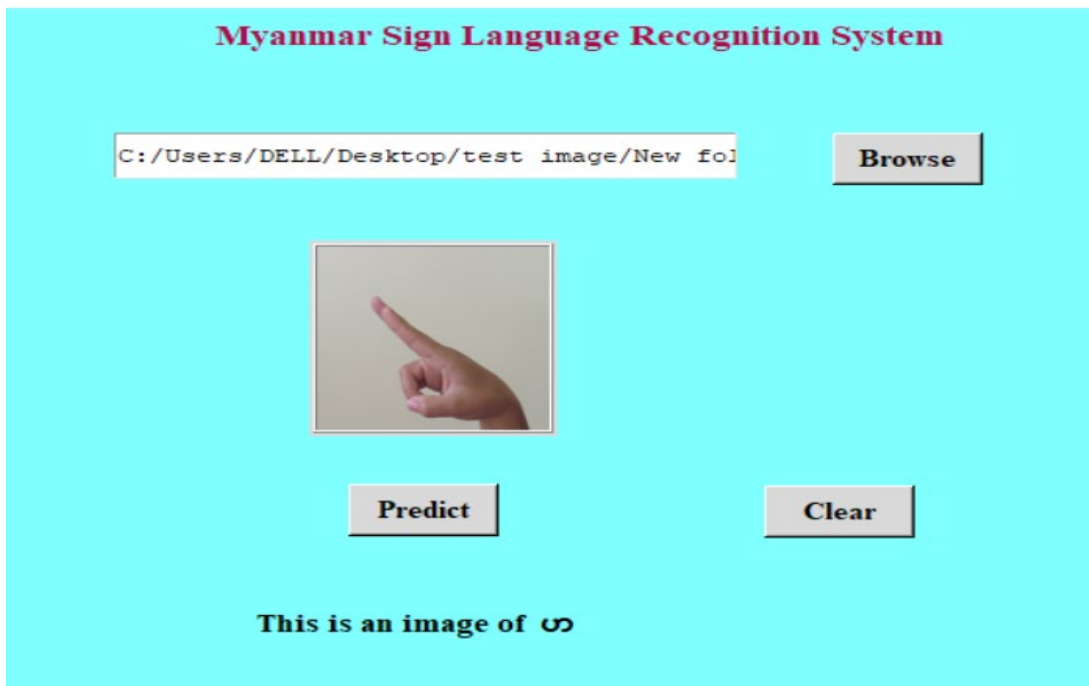 Myanmar Sign Language Recognition System
C:/Users/DELL/Desktop/test image/New fol
Browse
Predict
Clear
This is an image of ဟ